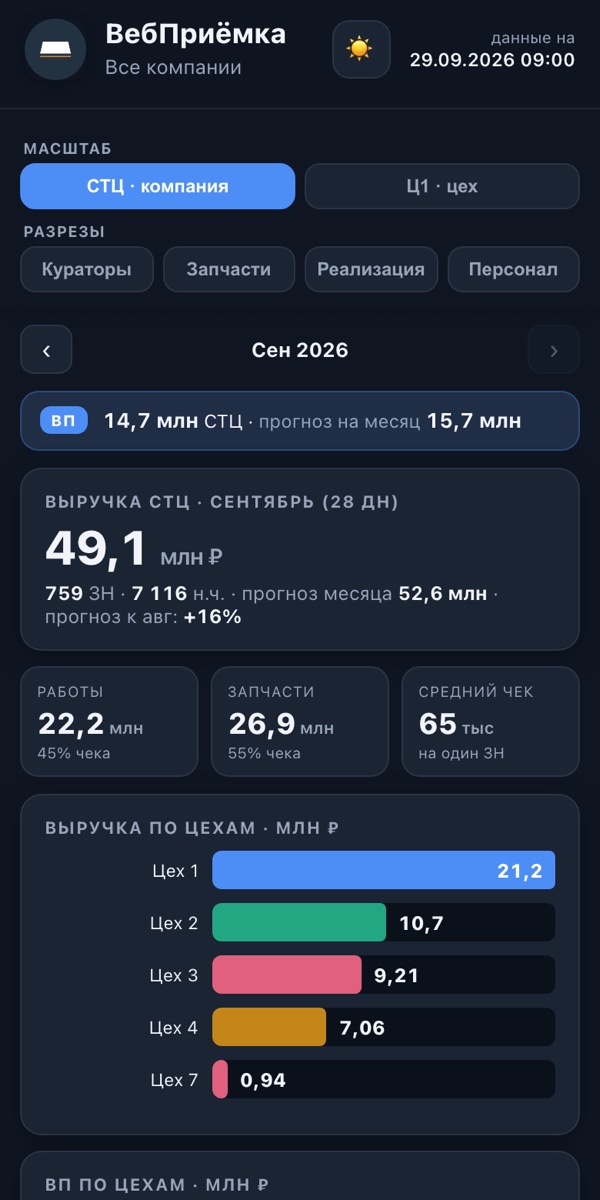 ВебПриёмка
Все компании
данные на
29.09.2026 09:00
МАСШТАБ
СТЦ · компания
Ц1 · цех
РАЗРЕЗЫ
Кураторы
Запчасти
Реализация
Персонал
‹
Сен 2026
›
ВП 14,7 млн СТЦ · прогноз на месяц 15,7 млн
ВЫРУЧКА СТЦ · СЕНТЯБРЬ (28 ДН)
49,1 млн ₽
759 ЗН · 7 116 н.ч. · прогноз месяца 52,6 млн ·
прогноз к авг: +16%
РАБОТЫ
22,2 млн
45% чека
ЗАПЧАСТИ
26,9 млн
55% чека
СРЕДНИЙ ЧЕК
65 тыс
на один ЗН
ВЫРУЧКА ПО ЦЕХАМ · МЛН ₽
Цех 1 21,2
Цех 2 10,7
Цех 3 9,21
Цех 4 7,06
Цех 7 0,94
ВП ПО ЦЕХАМ · МЛН ₽